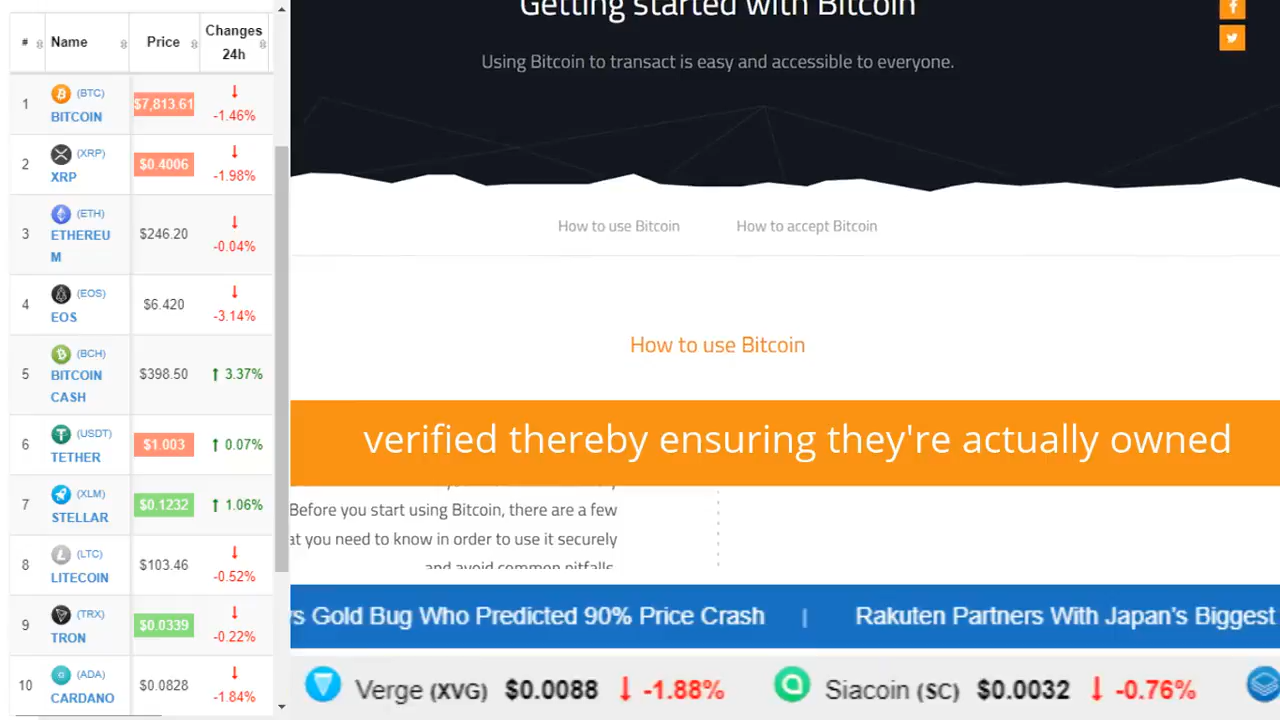 # Name Price Changes 24h
1 (BTC) BITCOIN $7,813.61 ↓ -1.46%
2 (XRP) XRP $0.4006 ↓ -1.98%
3 (ETH) ETHEREUM $246.20 ↓ -0.04%
4 (EOS) EOS $6.420 ↓ -3.14%
5 (BCH) BITCOIN CASH $398.50 ↑ 3.37%
6 (USDT) TETHER $1.003 ↑ 0.07%
7 (XLM) STELLAR $0.1232 ↑ 1.06%
8 (LTC) LITECOIN $103.46 ↓ -0.52%
9 (TRX) TRON $0.0339 ↓ -0.22%
10 (ADA) CARDANO $0.0828 ↓ -1.84%
Getting started with Bitcoin
Using Bitcoin to transact is easy and accessible to everyone.
How to use Bitcoin How to accept Bitcoin
How to use Bitcoin
verified thereby ensuring they're actually owned
Before you start using Bitcoin, there are a few
at you need to know in order to use it securely
and avoid common pitfalls.
s Gold Bug Who Predicted 90% Price Crash | Rakuten Partners With Japan's Biggest
Verge (XVG) $0.0088 ↓ -1.88% Siacoin (SC) $0.0032 ↓ -0.76%